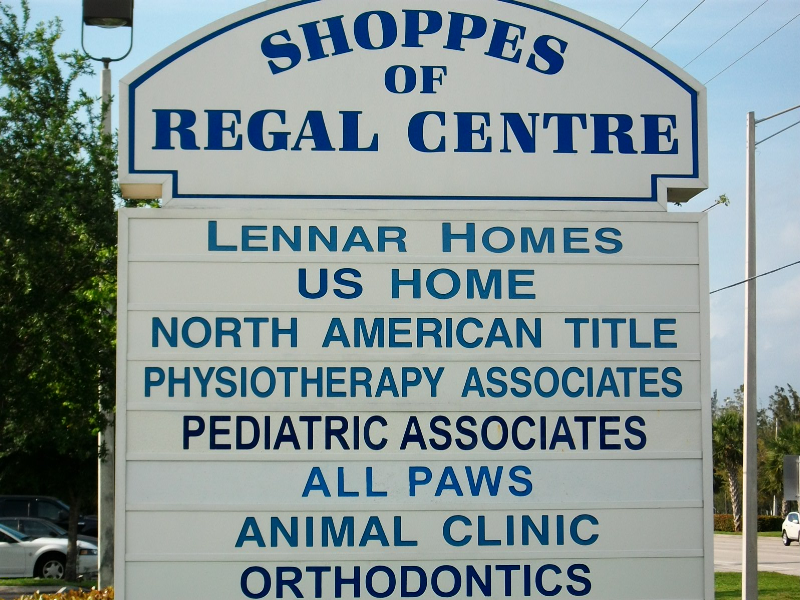 SHOPPES
OF
REGAL CENTRE
LENNAR HOMES
US HOME
NORTH AMERICAN TITLE
PHYSIOTHERAPY ASSOCIATES
PEDIATRIC ASSOCIATES
ALL PAWS
ANIMAL CLINIC
ORTHODONTICS